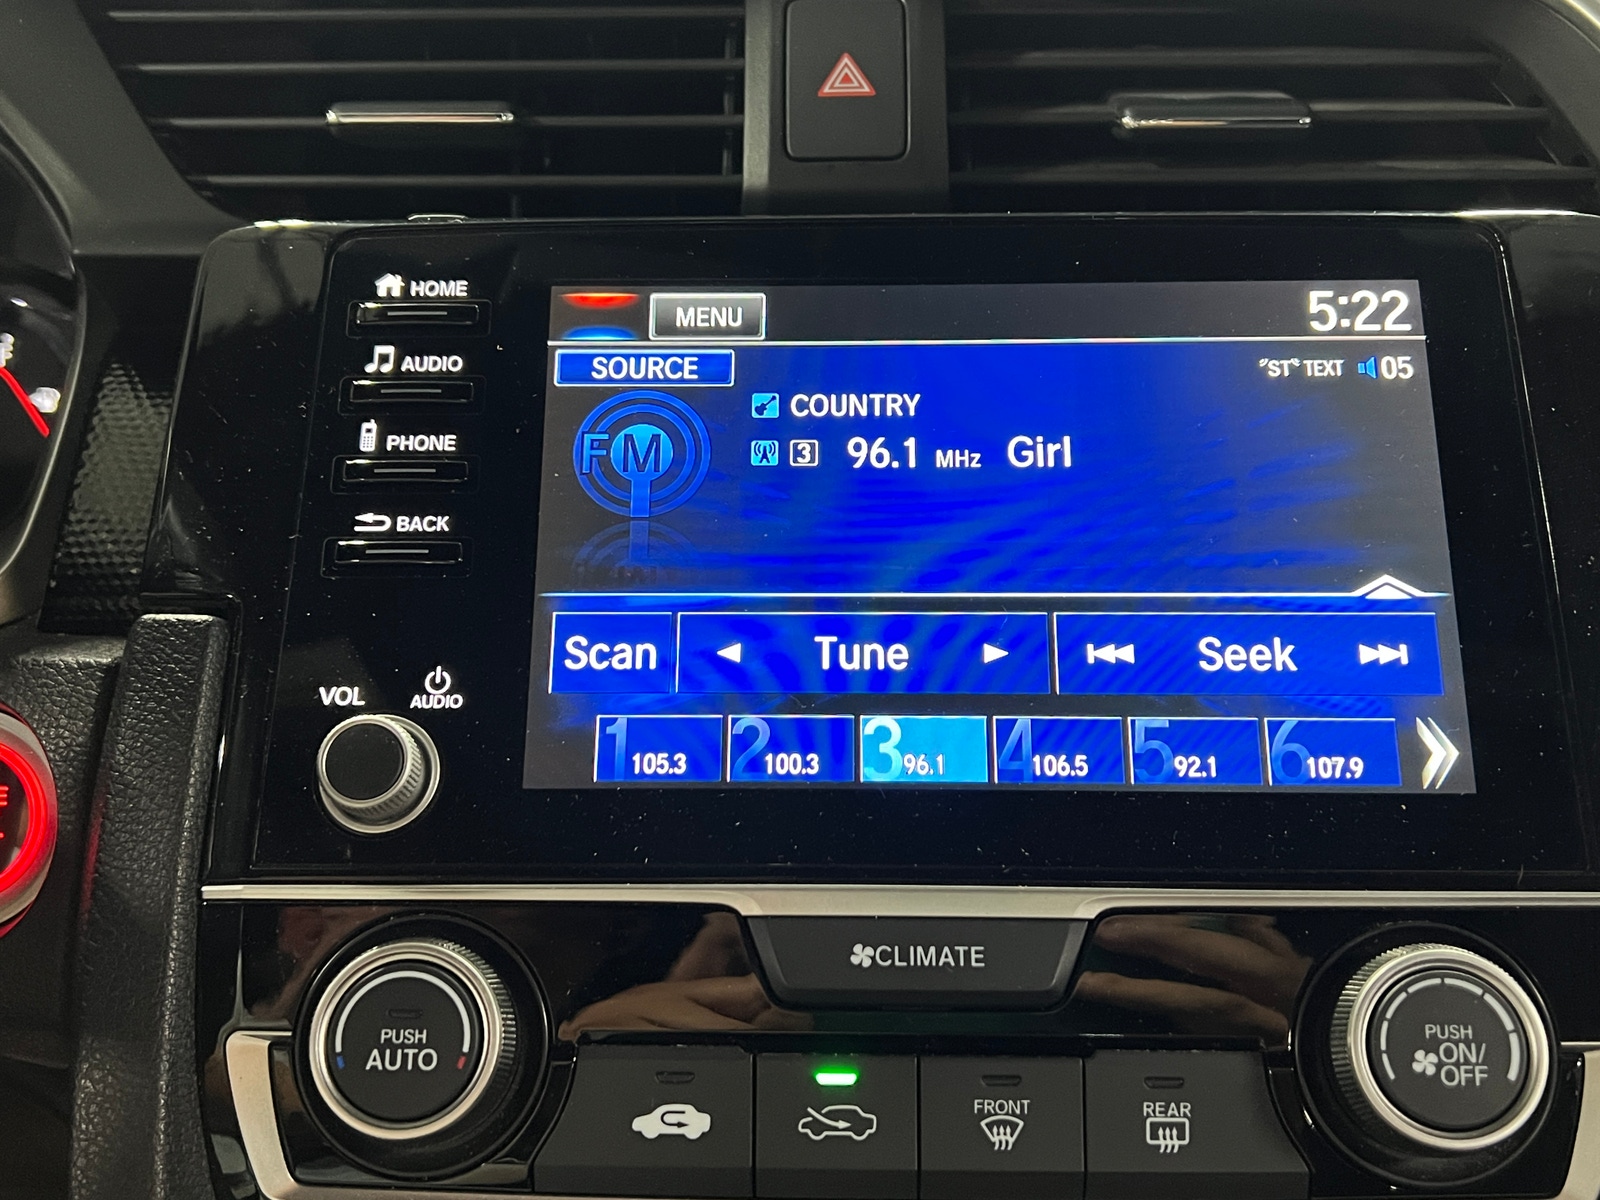 HOME
AUDIO
PHONE
BACK
VOL
AUDIO
MENU
5:22
SOURCE
"ST" TEXT 05
FM
COUNTRY
3 96.1 MHz Girl
Scan
Tune
Seek
1 105.3
2 100.3
3 96.1
4 106.5
5 92.1
6 107.9
CLIMATE
PUSH
AUTO
FRONT
REAR
PUSH
ON/
OFF